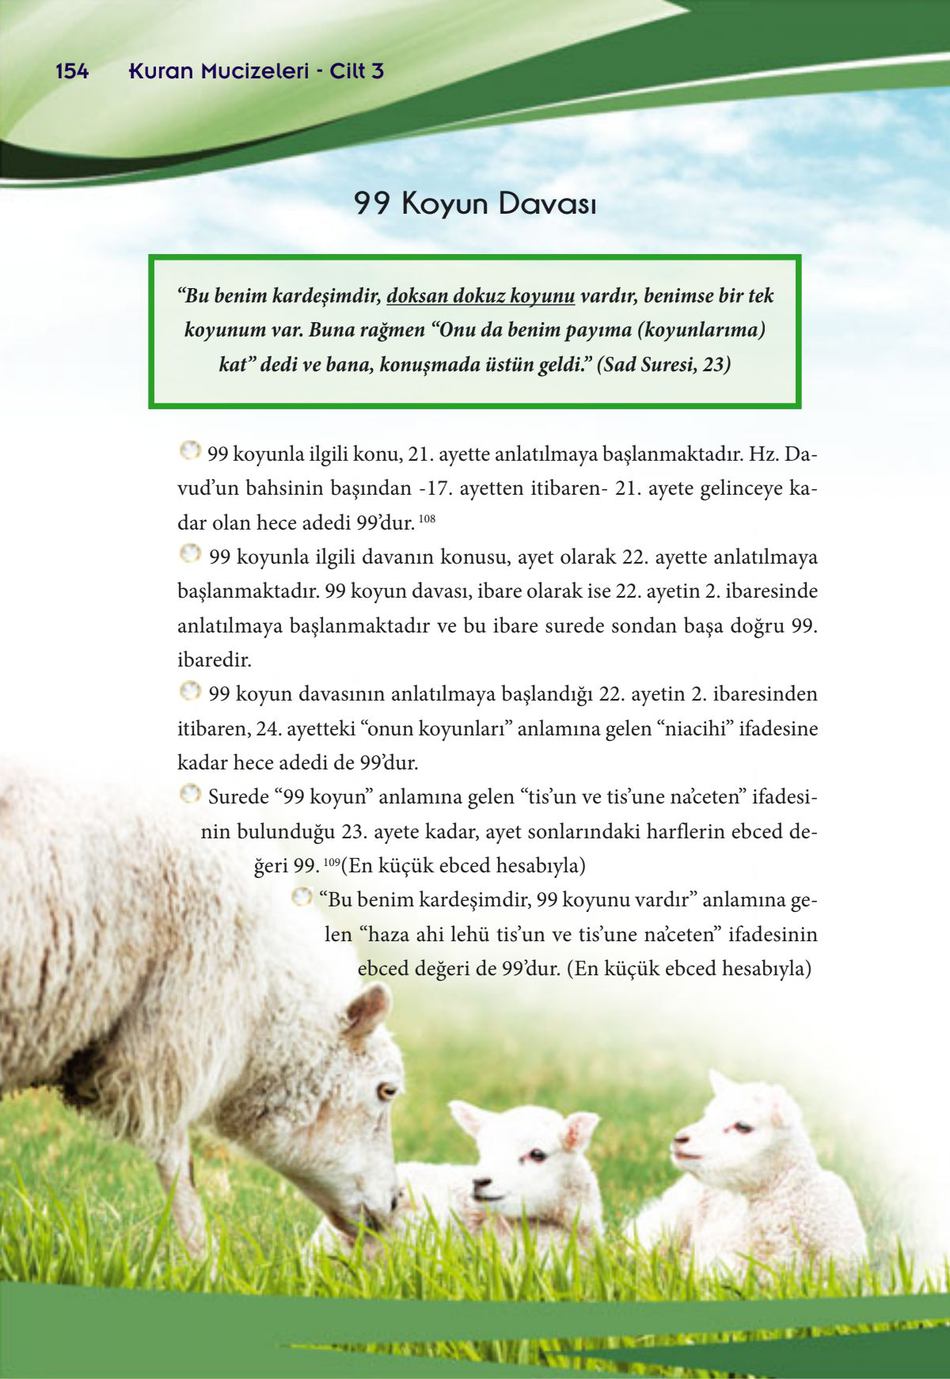 154 Kuran Mucizeleri - Cilt 3
99 Koyun Davası
“Bu benim kardeşimdir, doksan dokuz koyunu vardır, benimse bir tek
koyunum var. Buna rağmen “Onu da benim payıma (koyunlarıma)
kat” dedi ve bana, konuşmada üstün geldi.” (Sad Suresi, 23)
99 koyunla ilgili konu, 21. ayette anlatılmaya başlanmaktadır. Hz. Da-
vud’un bahsinin başından -17. ayetten itibaren- 21. ayete gelinceye ka-
dar olan hece adedi 99’dur. 108
99 koyunla ilgili davanın konusu, ayet olarak 22. ayette anlatılmaya
başlanmaktadır. 99 koyun davası, ibare olarak ise 22. ayetin 2. ibaresinde
anlatılmaya başlanmaktadır ve bu ibare surede sondan başa doğru 99.
ibaredir.
99 koyun davasının anlatılmaya başlandığı 22. ayetin 2. ibaresinden
itibaren, 24. ayetteki “onun koyunları” anlamına gelen “niacihi” ifadesine
kadar hece adedi de 99’dur.
Surede “99 koyun” anlamına gelen “tis’un ve tis’une na’ceten” ifadesi-
nin bulunduğu 23. ayete kadar, ayet sonlarındaki harflerin ebced de-
ğeri 99. 109(En küçük ebced hesabıyla)
“Bu benim kardeşimdir, 99 koyunu vardır” anlamına ge-
len “haza ahi lehü tis’un ve tis’une na’ceten” ifadesinin
ebced değeri de 99’dur. (En küçük ebced hesabıyla)